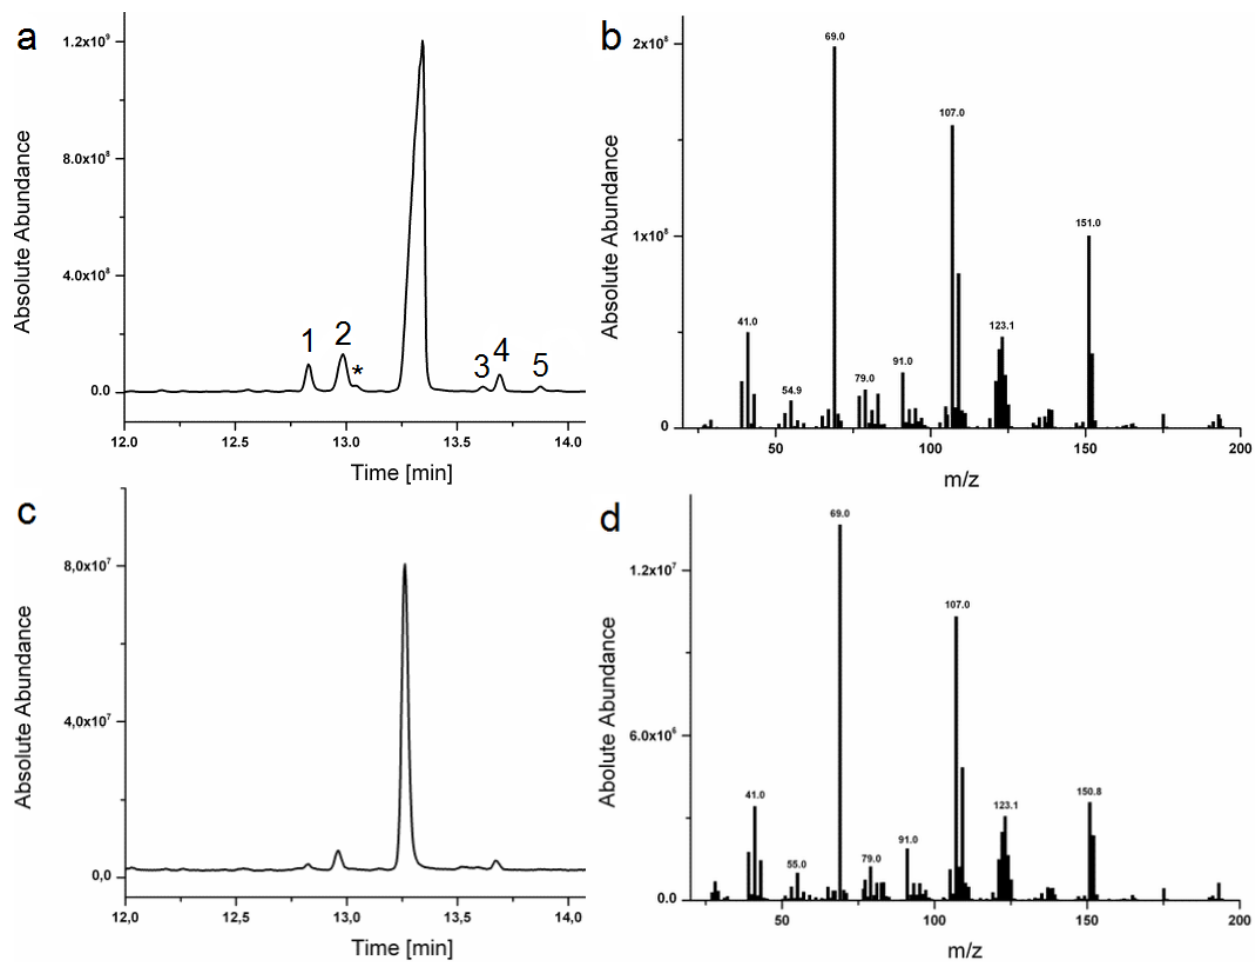 a
1.2x10⁹
8.0x10⁸
4.0x10⁸
0.0
Absolute Abundance
1
2
*
3
4
5
12.0 12.5 13.0 13.5 14.0
Time [min]
b
2x10⁸
1x10⁸
0
Absolute Abundance
69.0
107.0
151.0
41.0
123.1
91.0
54.9
79.0
50 100 150 200
m/z
c
8,0x10⁷
4,0x10⁷
0,0
Absolute Abundance
12,0 12,5 13,0 13,5 14,0
Time [min]
d
1.2x10⁷
6.0x10⁶
0.0
Abolute Abundance
69.0
107.0
41.0
150.8
123.1
91.0
55.0
79.0
50 100 150 200
m/z